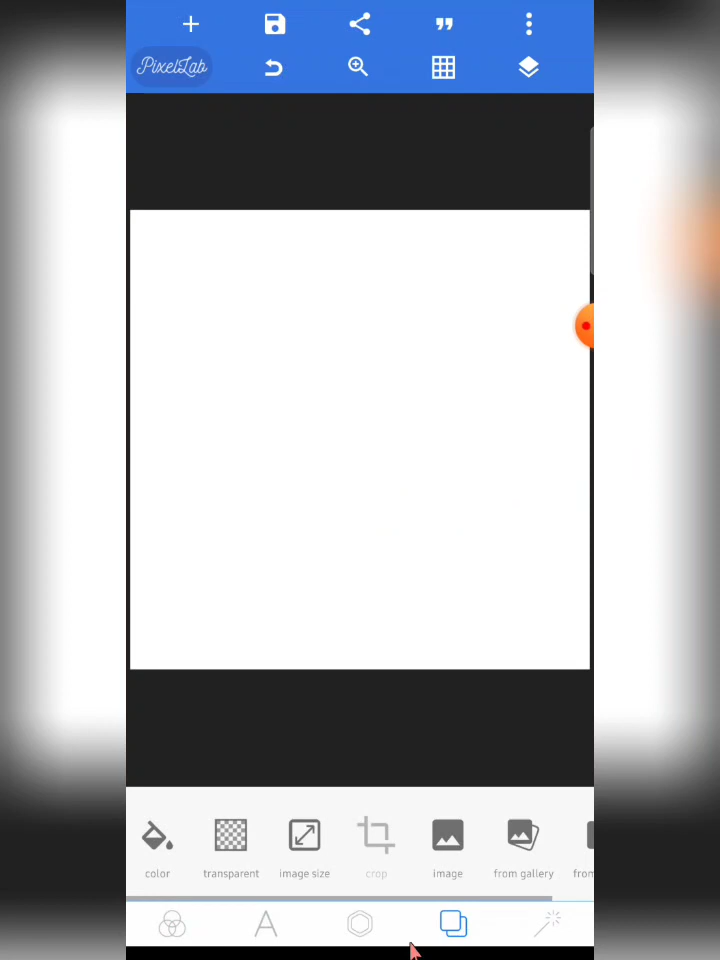 PixelLab
color
transparent
image size
crop
image
from gallery
from